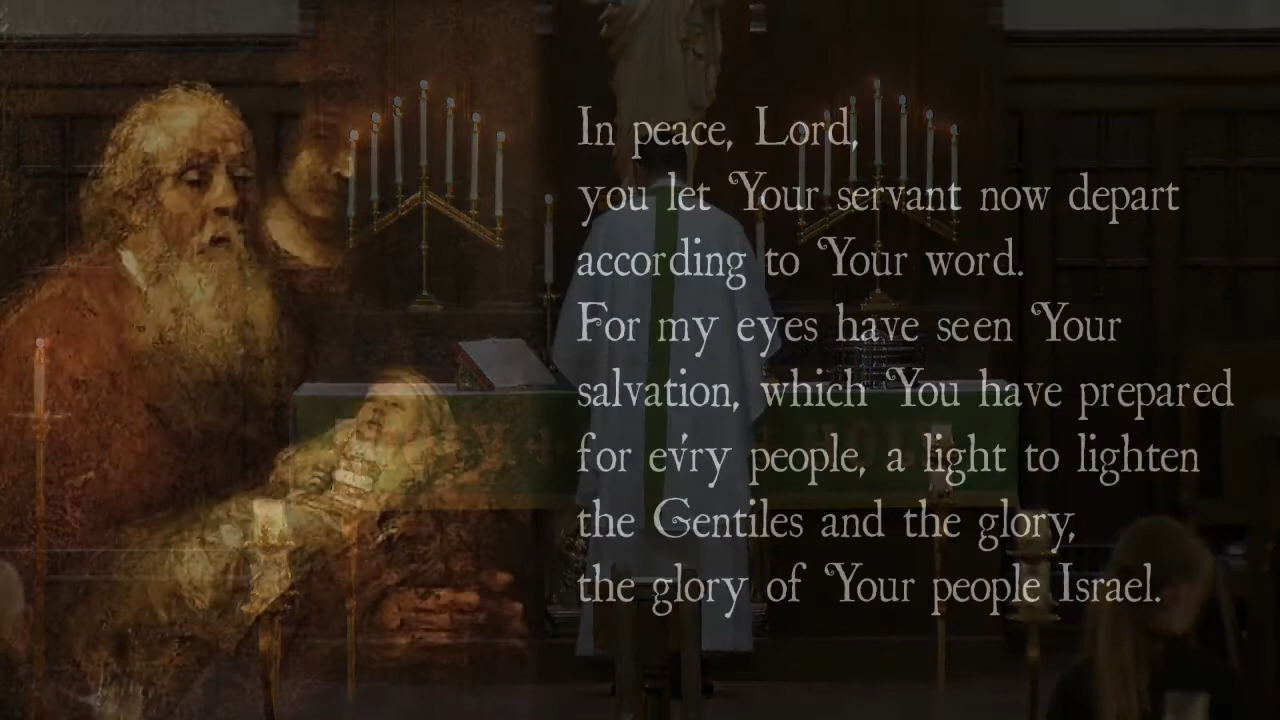 In peace, Lord,
you let Your servant now depart
according to Your word.
For my eyes have seen Your
salvation, which You have prepared
for ev'ry people, a light to lighten
the Gentiles and the glory,
the glory of Your people Israel.